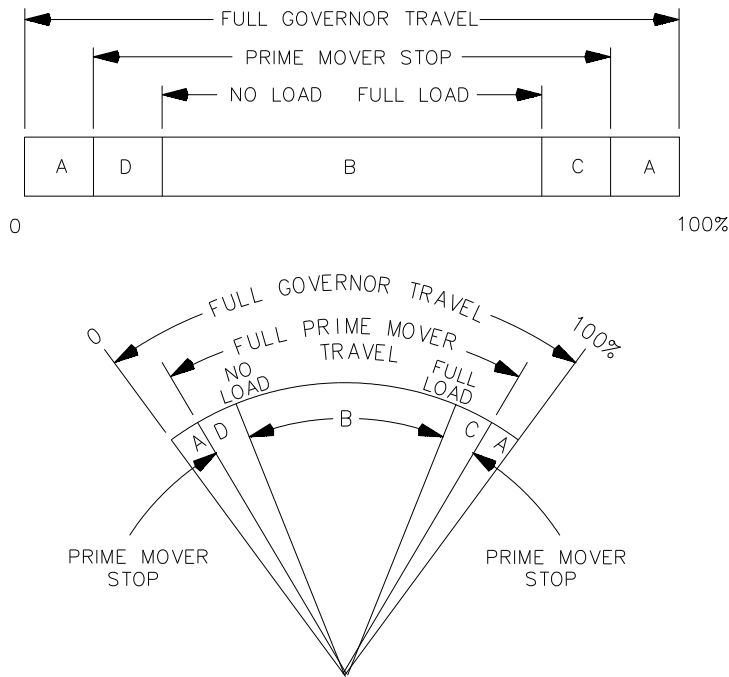 FULL GOVERNOR TRAVEL
PRIME MOVER STOP
NO LOAD FULL LOAD
A D B C A
0 100%
FULL GOVERNOR TRAVEL
0 100%
FULL PRIME MOVER
TRAVEL
NO
LOAD
FULL
LOAD
A D B C A
PRIME MOVER
STOP
PRIME MOVER
STOP